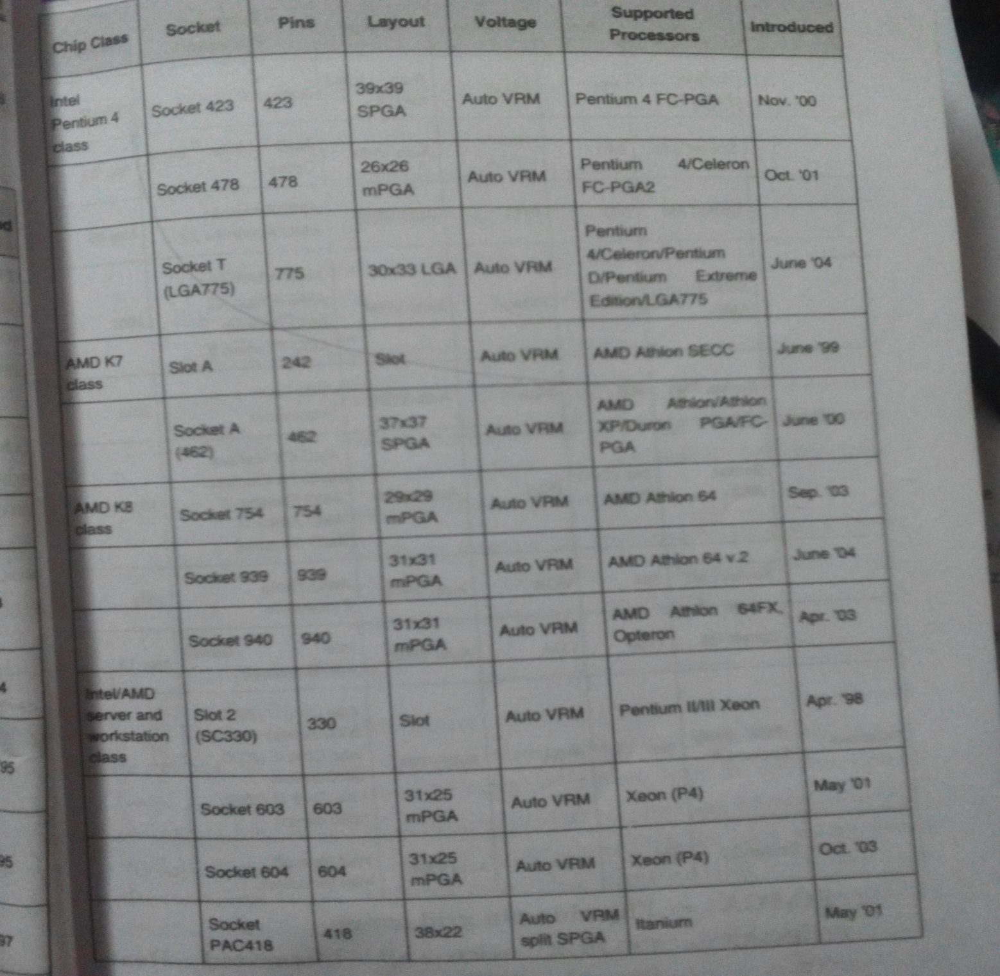 Chip Class
Socket
Pins
Layout
Voltage
Supported
Processors
Introduced
Intel
Pentium 4
class
Socket 423
423
39x39
SPGA
Auto VRM
Pentium 4 FC-PGA
Nov. '00
Socket 478
478
26x26
mPGA
Auto VRM
Pentium 4/Celeron
FC-PGA2
Oct. '01
Socket T
(LGA775)
775
30x33 LGA
Auto VRM
Pentium
4/Celeron/Pentium
D/Pentium Extreme
Edition/LGA775
June '04
AMD K7
class
Slot A
242
Slot
Auto VRM
AMD Athlon SECC
June '99
Socket A
(462)
462
37x37
SPGA
Auto VRM
AMD Athlon/Athlon
XP/Duron PGA/FC-
PGA
June '00
AMD K8
class
Socket 754
754
29x29
mPGA
Auto VRM
AMD Athlon 64
Sep. '03
Socket 939
939
31x31
mPGA
Auto VRM
AMD Athlon 64 v.2
June '04
Socket 940
940
31x31
mPGA
Auto VRM
AMD Athlon 64FX,
Opteron
Apr. '03
Intel/AMD
server and
workstation
class
Slot 2
(SC330)
330
Slot
Auto VRM
Pentium II/III Xeon
Apr. '98
Socket 603
603
31x25
mPGA
Auto VRM
Xeon (P4)
May '01
Socket 604
604
31x25
mPGA
Auto VRM
Xeon (P4)
Oct. '03
Socket
PAC418
418
38x22
Auto VRM
split SPGA
Itanium
May '01